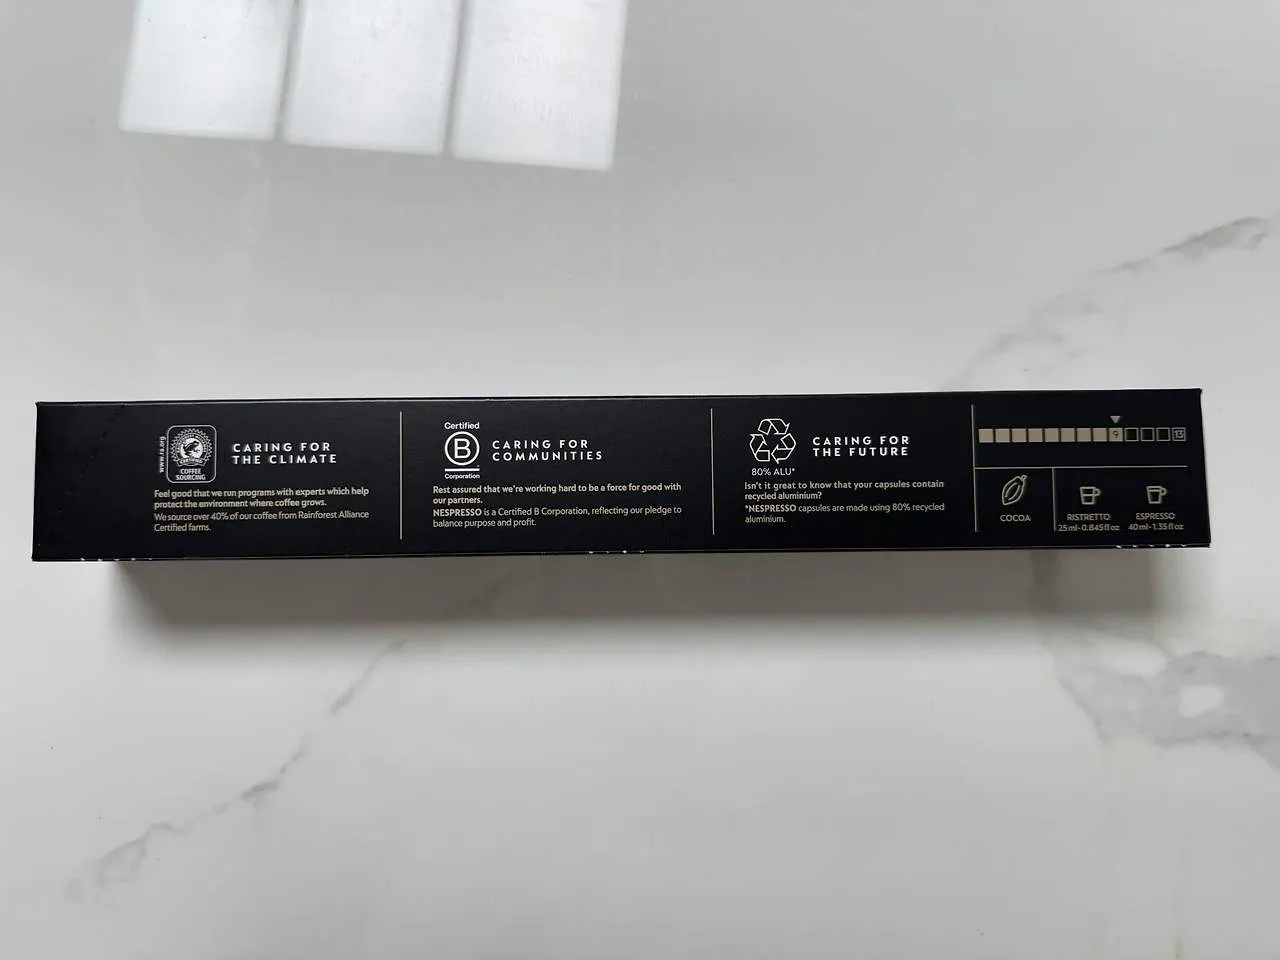 www.ra.org
CERTIFIED
COFFEE
SOURCING
CARING FOR
THE CLIMATE
Feel good that we run programs with experts which help
protect the environment where coffee grows.
We source over 40% of our coffee from Rainforest Alliance
Certified farms.
Certified
B
Corporation
CARING FOR
COMMUNITIES
Rest assured that we're working hard to be a force for good with
our partners.
NESPRESSO is a Certified B Corporation, reflecting our pledge to
balance purpose and profit.
80% ALU*
CARING FOR
THE FUTURE
Isn't it great to know that your capsules contain
recycled aluminium?
*NESPRESSO capsules are made using 80% recycled
aluminium.
9 13
COCOA
RISTRETTO
25 ml-0.845 fl oz
ESPRESSO
40 ml-1.35 fl oz